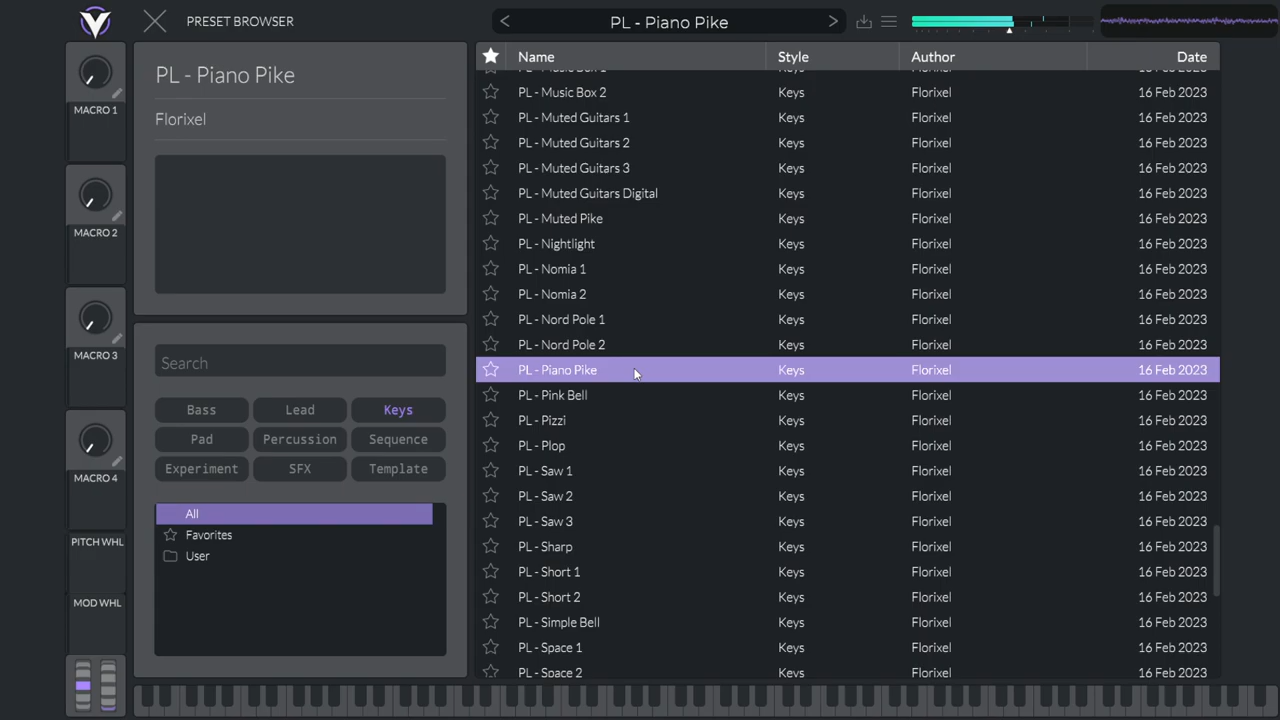 PRESET BROWSER
PL - Piano Pike
MACRO 1
MACRO 2
MACRO 3
MACRO 4
PITCH WHL
MOD WHL
PL - Piano Pike
Florixel
Search
Bass Lead Keys
Pad Percussion Sequence
Experiment SFX Template
All
Favorites
User
Name Style Author Date
PL - Music Box 1 Keys Florixel 16 Feb 2023
PL - Music Box 2 Keys Florixel 16 Feb 2023
PL - Muted Guitars 1 Keys Florixel 16 Feb 2023
PL - Muted Guitars 2 Keys Florixel 16 Feb 2023
PL - Muted Guitars 3 Keys Florixel 16 Feb 2023
PL - Muted Guitars Digital Keys Florixel 16 Feb 2023
PL - Muted Pike Keys Florixel 16 Feb 2023
PL - Nightlight Keys Florixel 16 Feb 2023
PL - Nomia 1 Keys Florixel 16 Feb 2023
PL - Nomia 2 Keys Florixel 16 Feb 2023
PL - Nord Pole 1 Keys Florixel 16 Feb 2023
PL - Nord Pole 2 Keys Florixel 16 Feb 2023
PL - Piano Pike Keys Florixel 16 Feb 2023
PL - Pink Bell Keys Florixel 16 Feb 2023
PL - Pizzi Keys Florixel 16 Feb 2023
PL - Plop Keys Florixel 16 Feb 2023
PL - Saw 1 Keys Florixel 16 Feb 2023
PL - Saw 2 Keys Florixel 16 Feb 2023
PL - Saw 3 Keys Florixel 16 Feb 2023
PL - Sharp Keys Florixel 16 Feb 2023
PL - Short 1 Keys Florixel 16 Feb 2023
PL - Short 2 Keys Florixel 16 Feb 2023
PL - Simple Bell Keys Florixel 16 Feb 2023
PL - Space 1 Keys Florixel 16 Feb 2023
PL - Space 2 Keys Florixel 16 Feb 2023